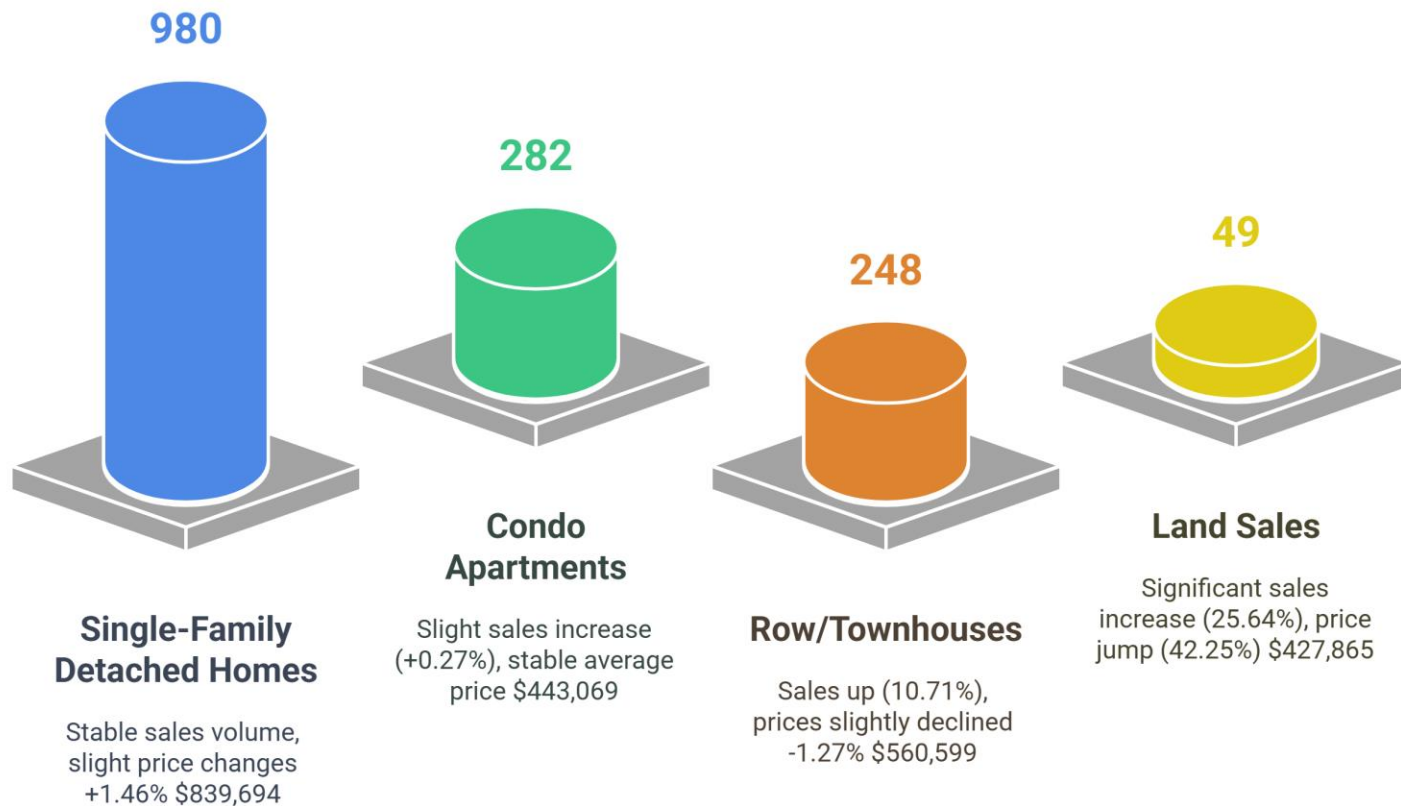 980
Single-Family
Detached Homes
Stable sales volume,
slight price changes
+1.46% $839,694
282
Condo
Apartments
Slight sales increase
(+0.27%), stable average
price $443,069
248
Row/Townhouses
Sales up (10.71%),
prices slightly declined
-1.27% $560,599
49
Land Sales
Significant sales
increase (25.64%), price
jump (42.25%) $427,865